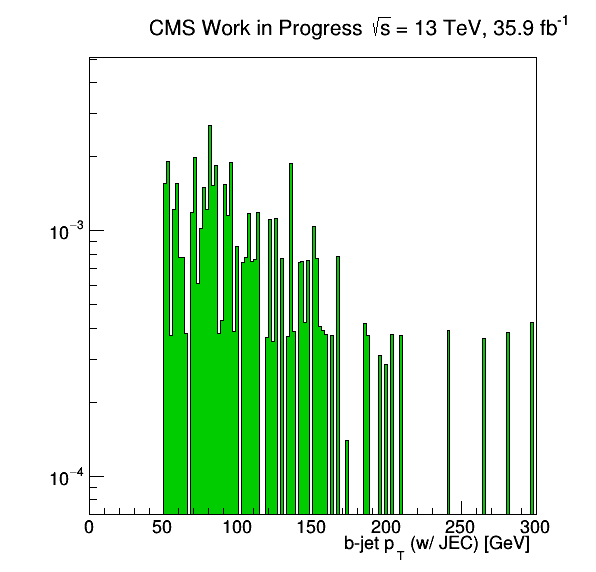 CMS Work in Progress √s = 13 TeV, 35.9 fb⁻¹
10⁻³
10⁻⁴
0 50 100 150 200 250 300
b-jet p_T (w/ JEC) [GeV]